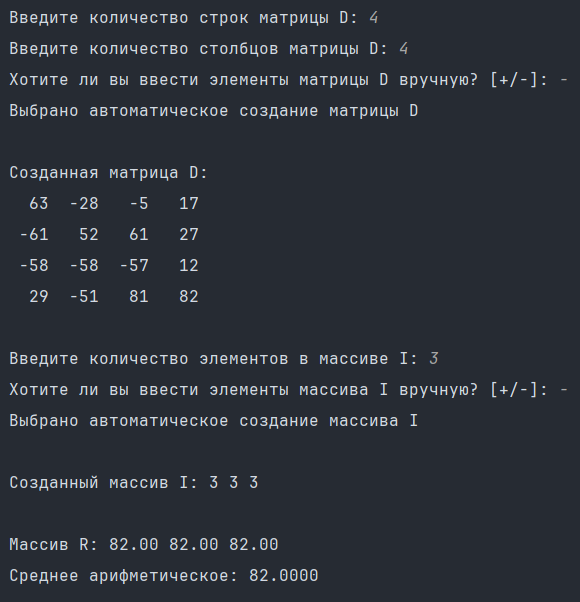 Введите количество строк матрицы D: 4
Введите количество столбцов матрицы D: 4
Хотите ли вы ввести элементы матрицы D вручную? [+/-]: -
Выбрано автоматическое создание матрицы D
Созданная матрица D:
63 -28 -5 17
-61 52 61 27
-58 -58 -57 12
29 -51 81 82
Введите количество элементов в массиве I: 3
Хотите ли вы ввести элементы массива I вручную? [+/-]: -
Выбрано автоматическое создание массива I
Созданный массив I: 3 3 3
Массив R: 82.00 82.00 82.00
Среднее арифметическое: 82.0000